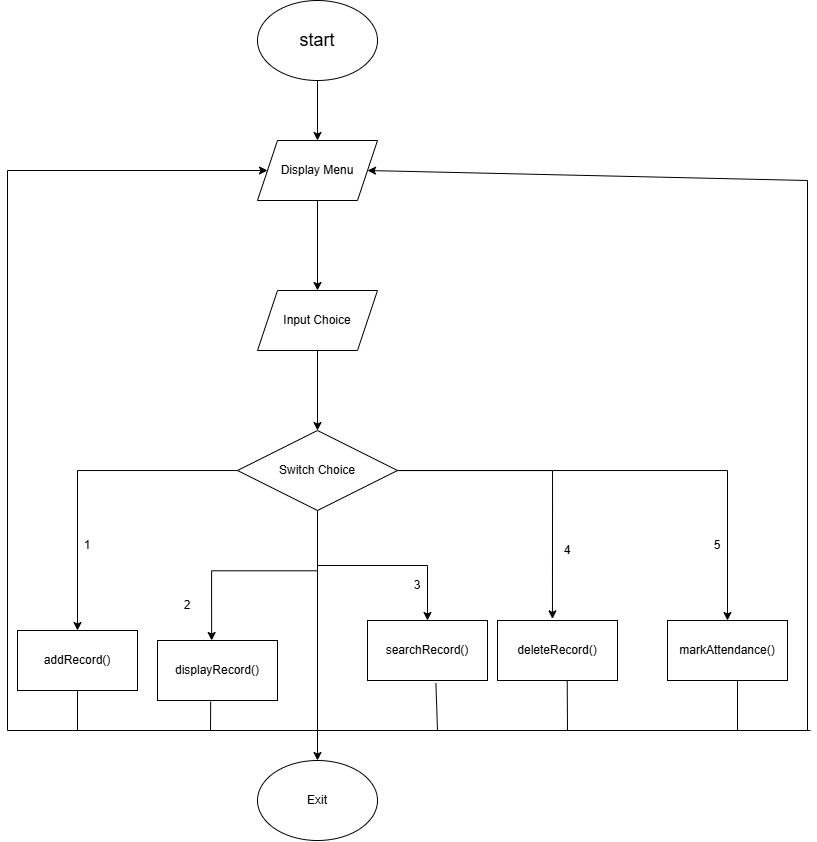 start
Display Menu
Input Choice
Switch Choice
1
2
3
4
5
addRecord()
displayRecord()
searchRecord()
deleteRecord()
markAttendance()
Exit